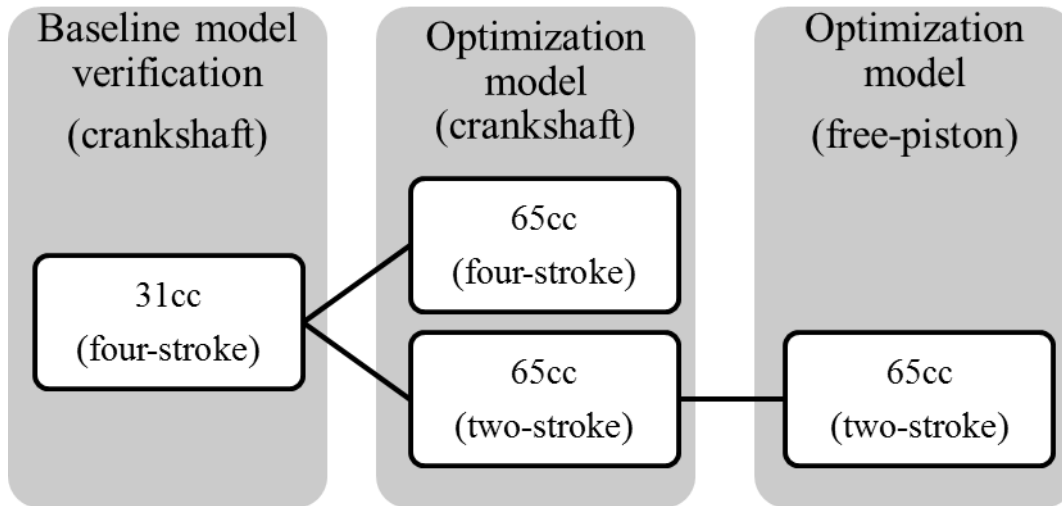 Baseline model
verification
(crankshaft)
31cc
(four-stroke)
Optimization
model
(crankshaft)
65cc
(four-stroke)
65cc
(two-stroke)
Optimization
model
(free-piston)
65cc
(two-stroke)